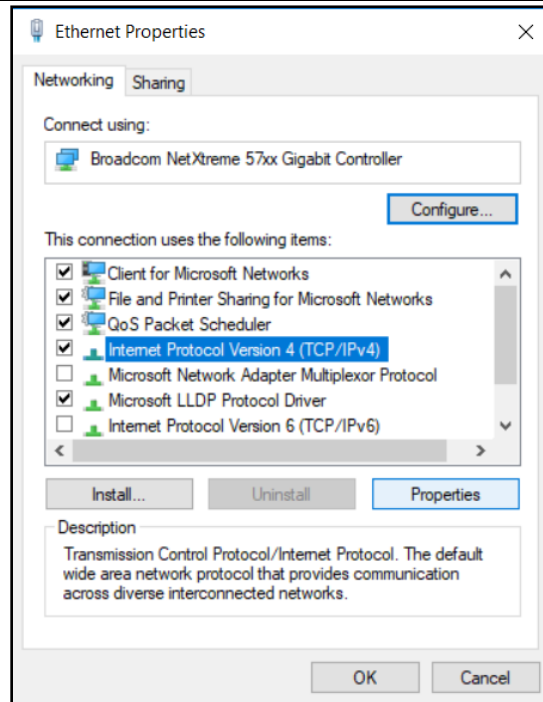 Ethernet Properties
Networking
Sharing
Connect using:
Broadcom NetXtreme 57xx Gigabit Controller
Configure...
This connection uses the following items:
Client for Microsoft Networks
File and Printer Sharing for Microsoft Networks
QoS Packet Scheduler
Internet Protocol Version 4 (TCP/IPv4)
Microsoft Network Adapter Multiplexor Protocol
Microsoft LLDP Protocol Driver
Internet Protocol Version 6 (TCP/IPv6)
Install...
Uninstall
Properties
Description
Transmission Control Protocol/Internet Protocol. The default
wide area network protocol that provides communication
across diverse interconnected networks.
OK
Cancel